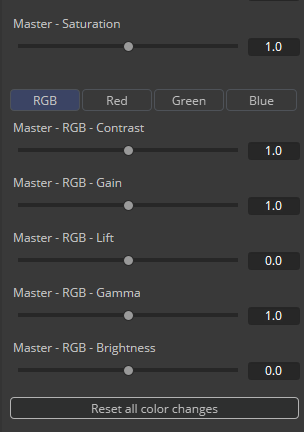 Master - Saturation
1.0
RGB Red Green Blue
Master - RGB - Contrast
1.0
Master - RGB - Gain
1.0
Master - RGB - Lift
0.0
Master - RGB - Gamma
1.0
Master - RGB - Brightness
0.0
Reset all color changes